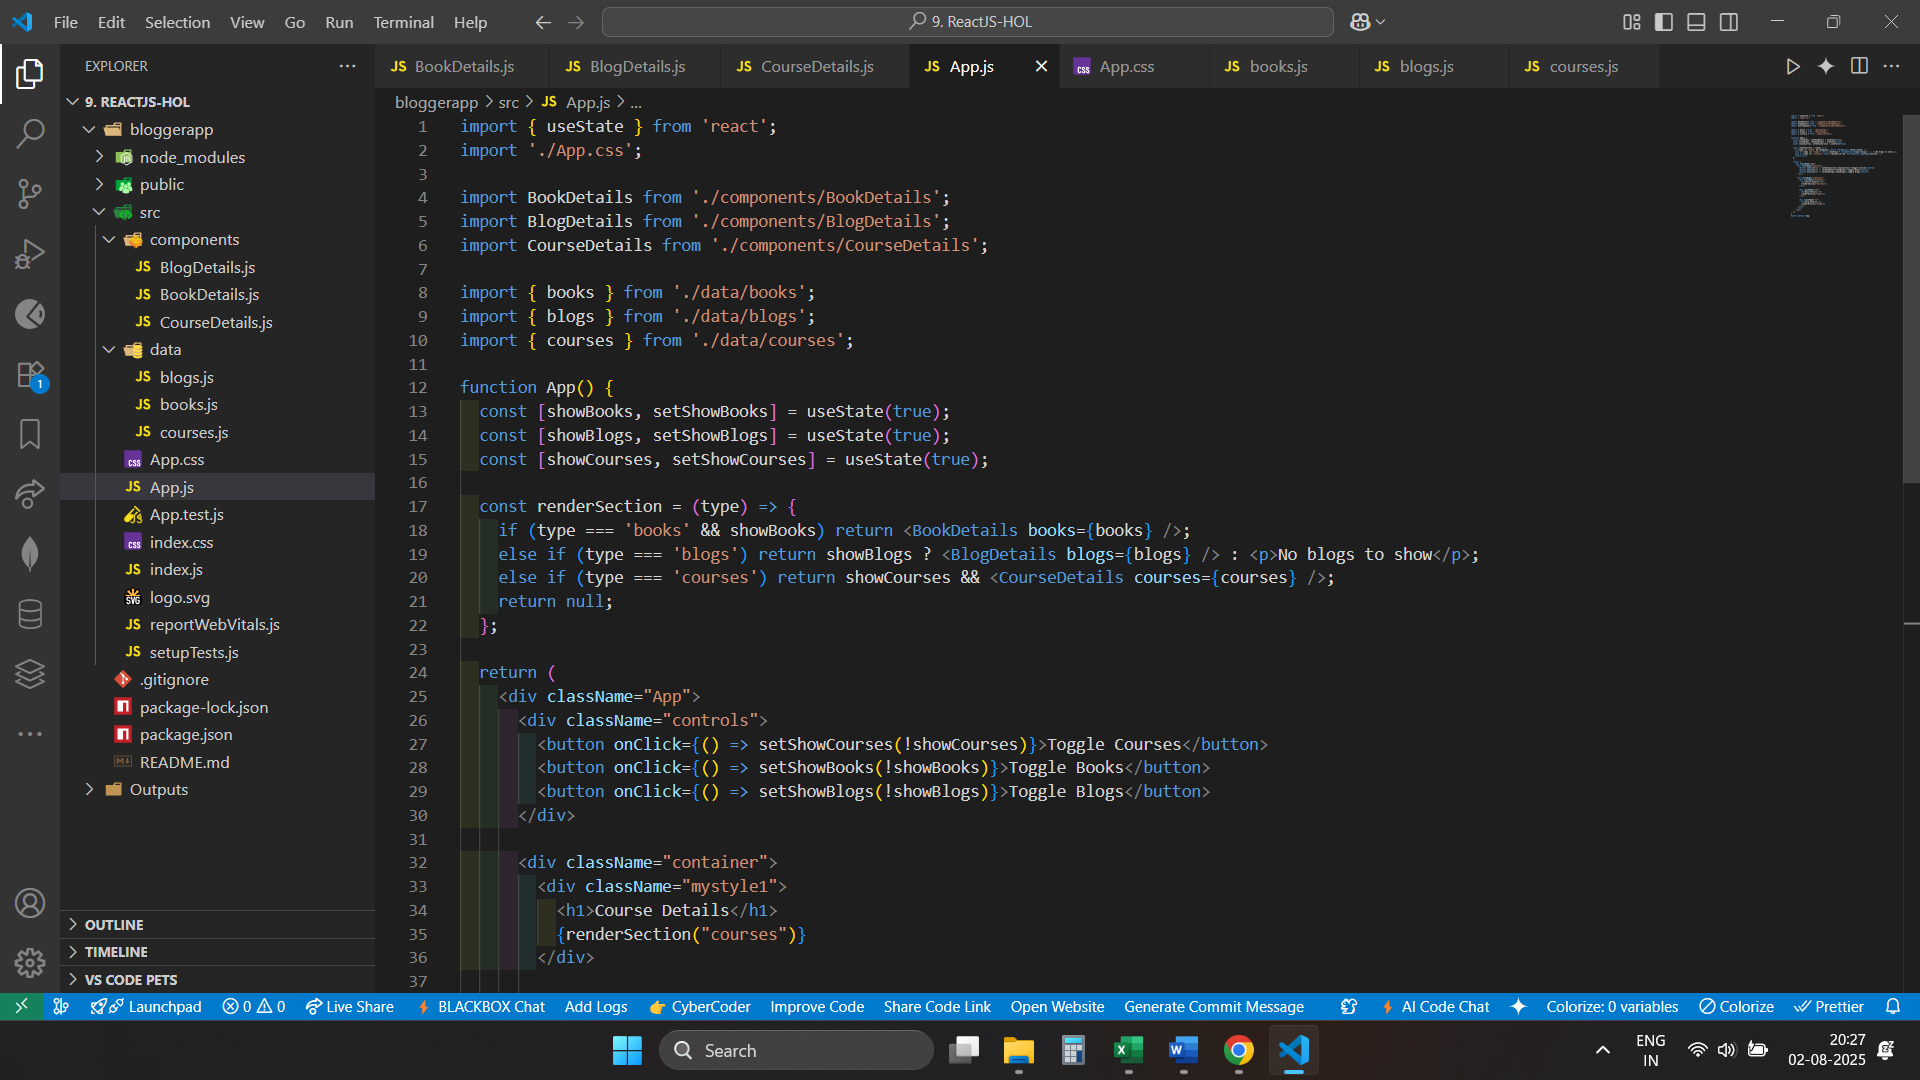 File Edit Selection View Go Run Terminal Help
9. ReactJS-HOL
EXPLORER
9. REACTJS-HOL
bloggerapp
node_modules
public
src
components
JS BlogDetails.js
JS BookDetails.js
JS CourseDetails.js
data
JS blogs.js
JS books.js
JS courses.js
css App.css
JS App.js
App.test.js
css index.css
JS index.js
SVG logo.svg
JS reportWebVitals.js
JS setupTests.js
.gitignore
package-lock.json
package.json
README.md
Outputs
OUTLINE
TIMELINE
VS CODE PETS
1
JS BookDetails.js JS BlogDetails.js JS CourseDetails.js JS App.js css App.css JS books.js JS blogs.js JS courses.js
bloggerapp > src > JS App.js > ...
1 import { useState } from 'react';
2 import './App.css';
3
4 import BookDetails from './components/BookDetails';
5 import BlogDetails from './components/BlogDetails';
6 import CourseDetails from './components/CourseDetails';
7
8 import { books } from './data/books';
9 import { blogs } from './data/blogs';
10 import { courses } from './data/courses';
11
12 function App() {
13 const [showBooks, setShowBooks] = useState(true);
14 const [showBlogs, setShowBlogs] = useState(true);
15 const [showCourses, setShowCourses] = useState(true);
16
17 const renderSection = (type) => {
18 if (type === 'books' && showBooks) return <BookDetails books={books} />;
19 else if (type === 'blogs') return showBlogs ? <BlogDetails blogs={blogs} /> : <p>No blogs to show</p>;
20 else if (type === 'courses') return showCourses && <CourseDetails courses={courses} />;
21 return null;
22 };
23
24 return (
25 <div className="App">
26 <div className="controls">
27 <button onClick={() => setShowCourses(!showCourses)}>Toggle Courses</button>
28 <button onClick={() => setShowBooks(!showBooks)}>Toggle Books</button>
29 <button onClick={() => setShowBlogs(!showBlogs)}>Toggle Blogs</button>
30 </div>
31
32 <div className="container">
33 <div className="mystyle1">
34 <h1>Course Details</h1>
35 {renderSection("courses")}
36 </div>
37
Launchpad 0 0 Live Share BLACKBOX Chat Add Logs CyberCoder Improve Code Share Code Link Open Website Generate Commit Message AI Code Chat Colorize: 0 variables Colorize Prettier
Search
ENG
IN
20:27
02-08-2025